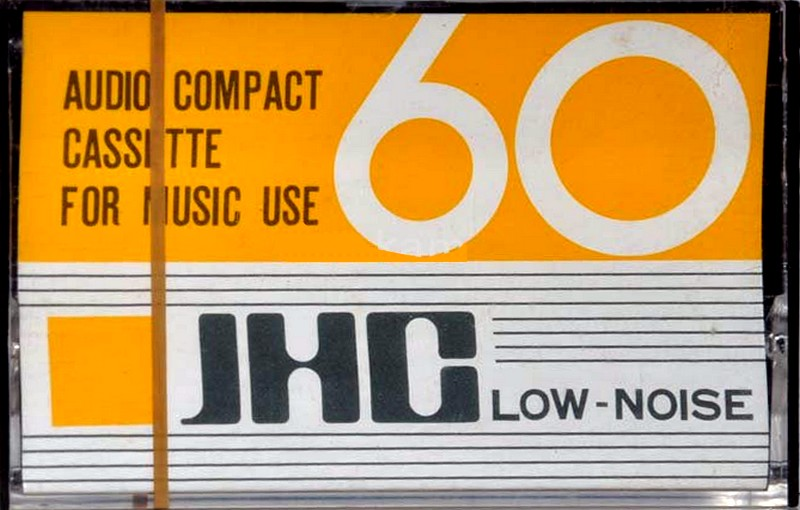 AUDIO COMPACT
CASSETTE
FOR MUSIC USE
60
JHC
LOW-NOISE